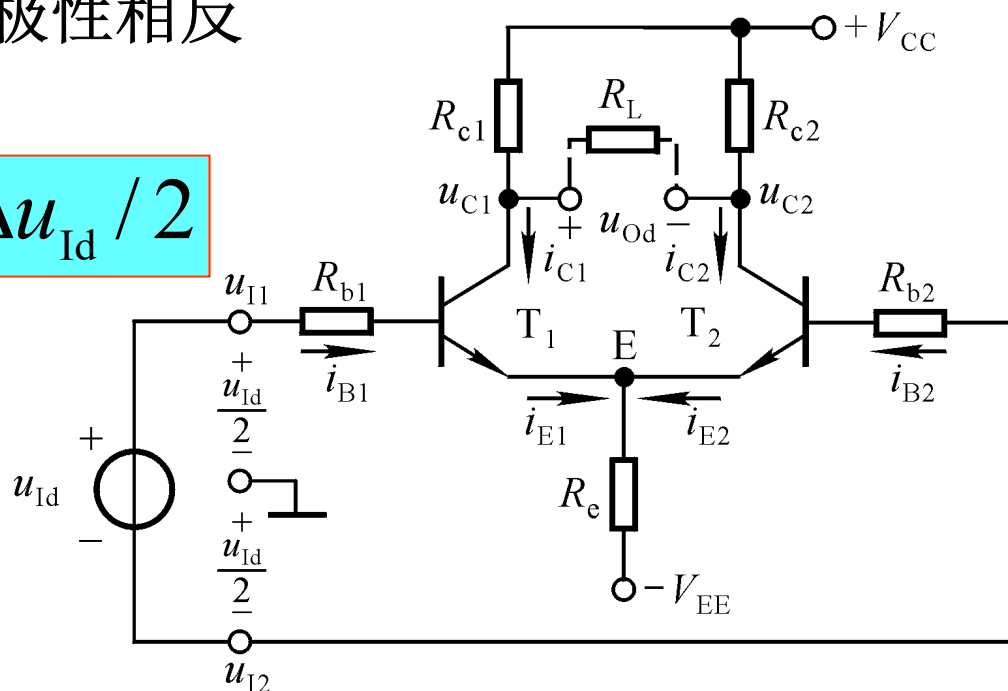 极性相反
+V_CC
R_L
R_c1
R_c2
u_C1
u_C2
+ u_Od −
Δu_Id / 2
i_C1
i_C2
u_I1
R_b1
R_b2
T_1
T_2
E
i_B1
i_B2
+
u_Id
2
−
i_E1
i_E2
+
u_Id
−
R_e
+
u_Id
2
−
−V_EE
u_I2